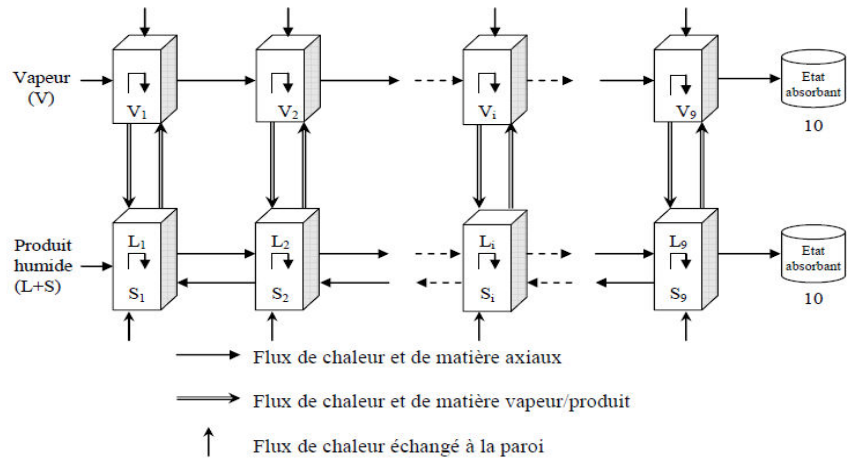 Vapeur
(V)
V1
V2
Vi
V9
Etat
absorbant
10
Produit
humide
(L+S)
L1
L2
Li
L9
S1
S2
Si
S9
Etat
absorbant
10
Flux de chaleur et de matière axiaux
Flux de chaleur et de matière vapeur/produit
Flux de chaleur échangé à la paroi